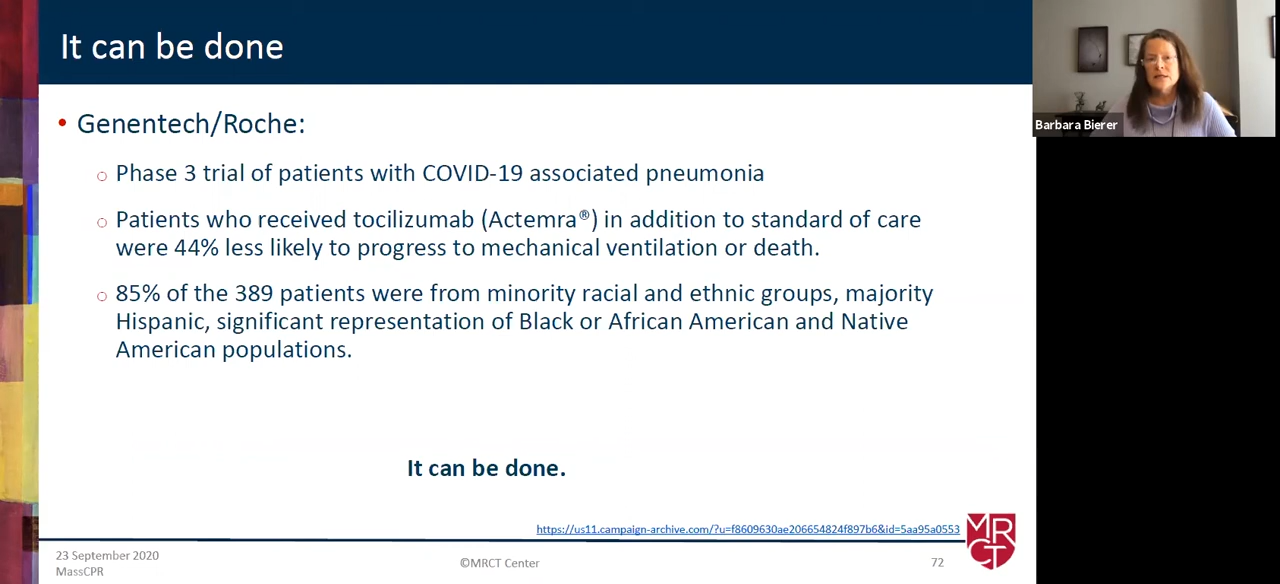 It can be done
• Genentech/Roche:
○ Phase 3 trial of patients with COVID-19 associated pneumonia
○ Patients who received tocilizumab (Actemra®) in addition to standard of care
were 44% less likely to progress to mechanical ventilation or death.
○ 85% of the 389 patients were from minority racial and ethnic groups, majority
Hispanic, significant representation of Black or African American and Native
American populations.
It can be done.
https://us11.campaign-archive.com/?u=f8609630ae206654824f897b6&id=5aa95a0553
23 September 2020
MassCPR
©MRCT Center
72
MR
CT
Barbara Bierer